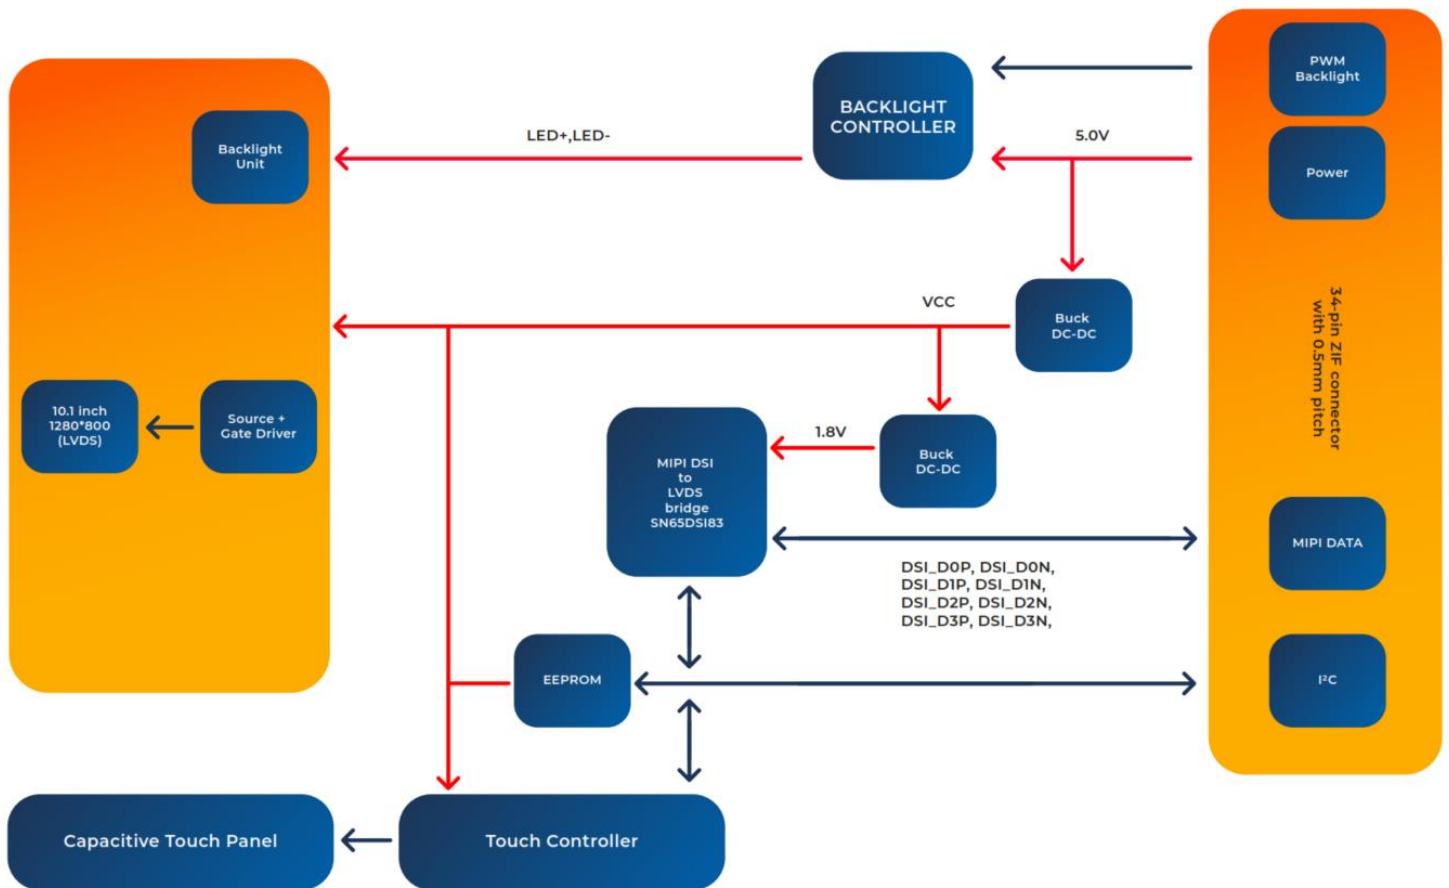 PWM
Backlight
BACKLIGHT
CONTROLLER
LED+,LED-
5.0V
Backlight
Unit
Power
VCC
34-pin ZIF connector
with 0.5mm pitch
Buck
DC-DC
10.1 inch
1280*800
(LVDS)
Source +
Gate Driver
1.8V
Buck
DC-DC
MIPI DSI
to
LVDS
bridge
SN65DSI83
MIPI DATA
DSI_D0P, DSI_D0N,
DSI_D1P, DSI_D1N,
DSI_D2P, DSI_D2N,
DSI_D3P, DSI_D3N,
EEPROM
I²C
Capacitive Touch Panel
Touch Controller